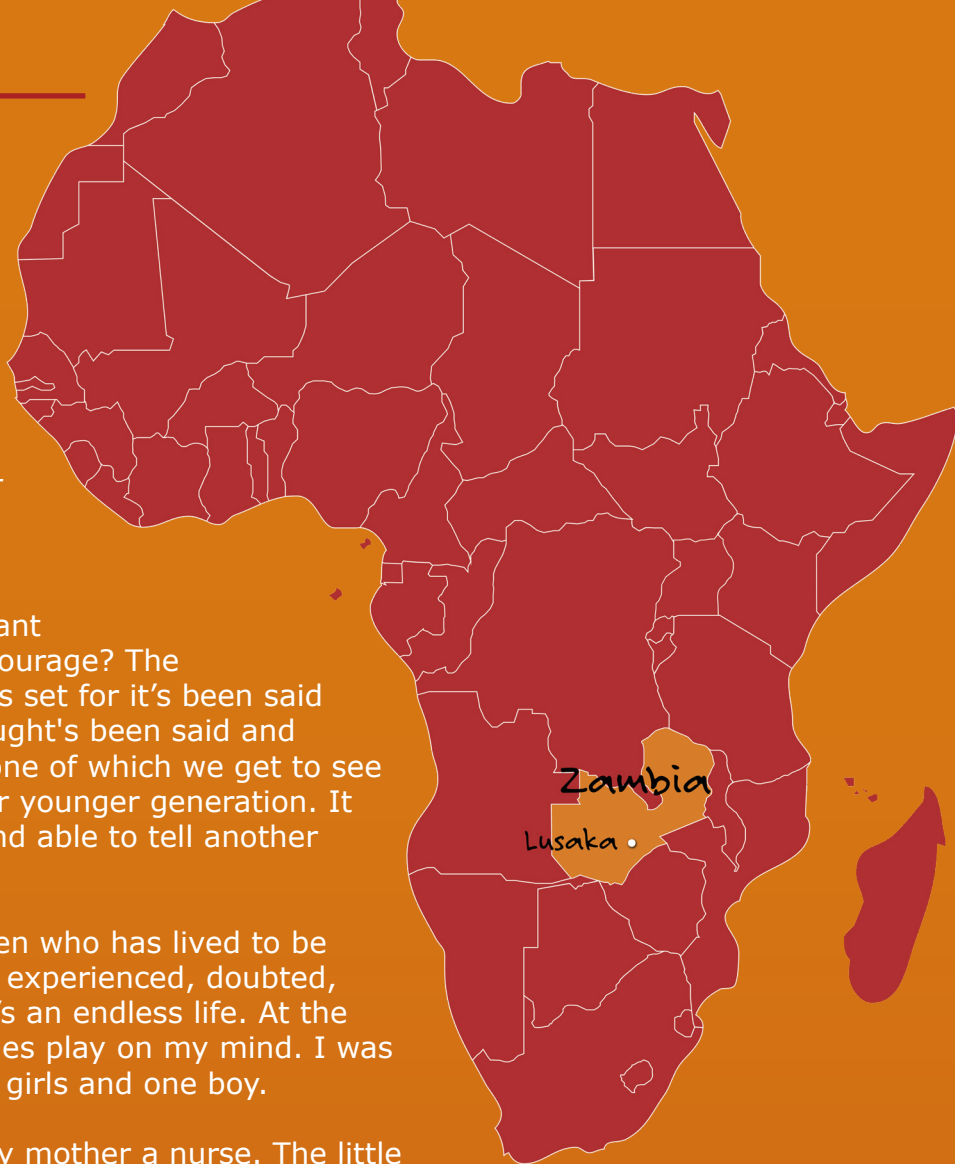 ant
ourage? The
s set for it’s been said
ught's been said and
one of which we get to see
r younger generation. It
nd able to tell another
en who has lived to be
experienced, doubted,
’s an endless life. At the
es play on my mind. I was
girls and one boy.
y mother a nurse. The little
Zambia
Lusaka